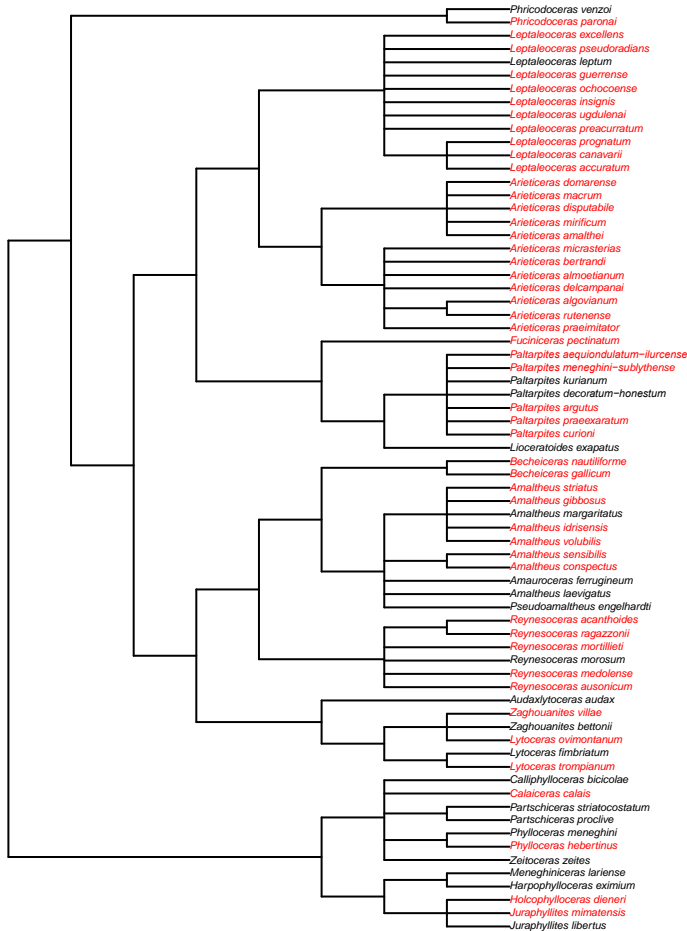 Phricodoceras venzoi
Phricodoceras paronai
Leptaleoceras excellens
Leptaleoceras pseudoradians
Leptaleoceras leptum
Leptaleoceras guerrense
Leptaleoceras ochocoense
Leptaleoceras insignis
Leptaleoceras ugdulenai
Leptaleoceras preacurratum
Leptaleoceras prognatum
Leptaleoceras canavarii
Leptaleoceras accuratum
Arieticeras domarense
Arieticeras macrum
Arieticeras disputabile
Arieticeras mirificum
Arieticeras amalthei
Arieticeras micrasterias
Arieticeras bertrandi
Arieticeras almoetianum
Arieticeras delcampanai
Arieticeras algovianum
Arieticeras rutenense
Arieticeras praeimitator
Fuciniceras pectinatum
Paltarpites aequiondulatum−ilurcense
Paltarpites meneghini−sublythense
Paltarpites kurianum
Paltarpites decoratum−honestum
Paltarpites argutus
Paltarpites praeexaratum
Paltarpites curioni
Lioceratoides exapatus
Becheiceras nautiliforme
Becheiceras gallicum
Amaltheus striatus
Amaltheus gibbosus
Amaltheus margaritatus
Amaltheus idrisensis
Amaltheus volubilis
Amaltheus sensibilis
Amaltheus conspectus
Amauroceras ferrugineum
Amaltheus laevigatus
Pseudoamaltheus engelhardti
Reynesoceras acanthoides
Reynesoceras ragazzonii
Reynesoceras mortillieti
Reynesoceras morosum
Reynesoceras medolense
Reynesoceras ausonicum
Audaxlytoceras audax
Zaghouanites villae
Zaghouanites bettonii
Lytoceras ovimontanum
Lytoceras fimbriatum
Lytoceras trompianum
Calliphylloceras bicicolae
Calaiceras calais
Partschiceras striatocostatum
Partschiceras proclive
Phylloceras meneghini
Phylloceras hebertinus
Zeitoceras zeites
Meneghiniceras lariense
Harpophylloceras eximium
Holcophylloceras dieneri
Juraphyllites mimatensis
Juraphyllites libertus